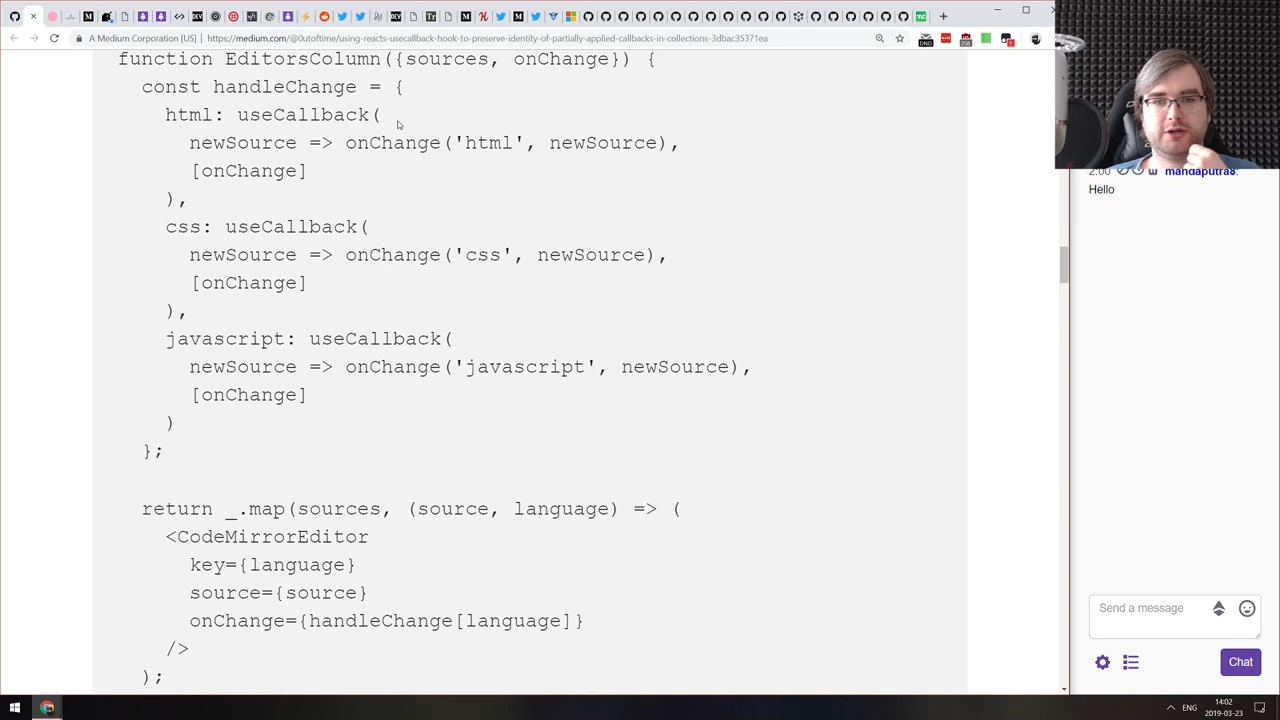 A Medium Corporation [US] | https://medium.com/@0utoftime/using-reacts-usecallback-hook-to-preserve-identity-of-partially-applied-callbacks-in-collections-3dbac35371ea
function EditorsColumn({sources, onChange}) {
const handleChange = {
html: useCallback(
newSource => onChange('html', newSource),
[onChange]
),
css: useCallback(
newSource => onChange('css', newSource),
[onChange]
),
javascript: useCallback(
newSource => onChange('javascript', newSource),
[onChange]
)
};
return _.map(sources, (source, language) => (
<CodeMirrorEditor
key={language}
source={source}
onChange={handleChange[language]}
/>
);
2:00 mandaputra8:
Hello
Send a message
Chat
ENG
14:02
2019-03-23